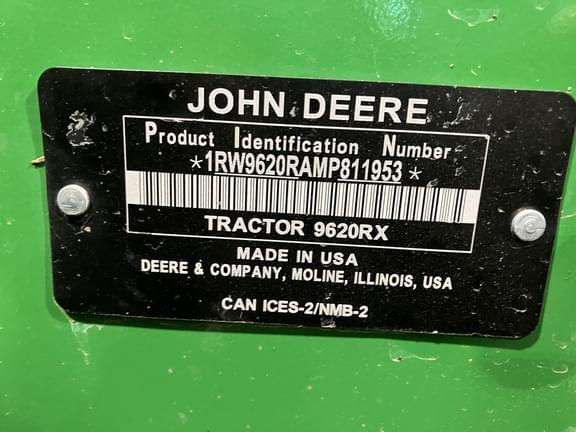 JOHN DEERE
Product Identification Number
*1RW9620RAMP811953*
TRACTOR 9620RX
MADE IN USA
DEERE & COMPANY, MOLINE, ILLINOIS, USA
CAN ICES-2/NMB-2